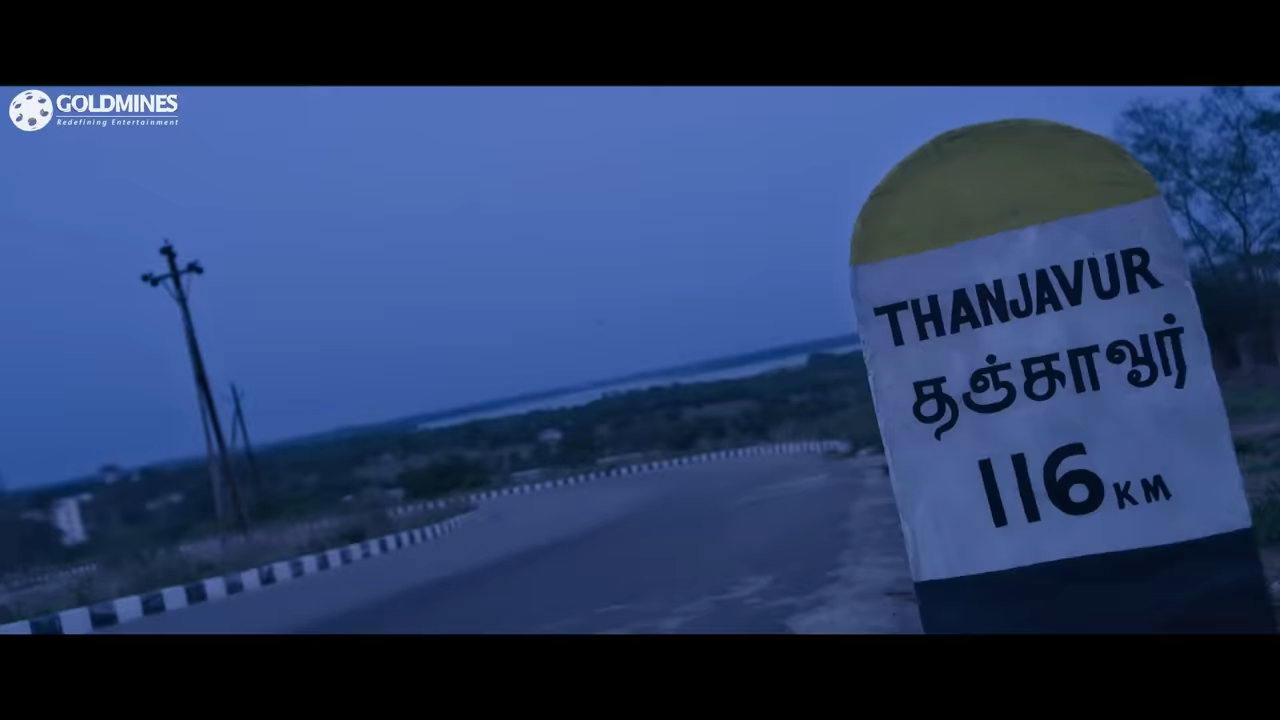 GOLDMINES
Redefining Entertainment
THANJAVUR
தஞ்சாவூர்
116 KM